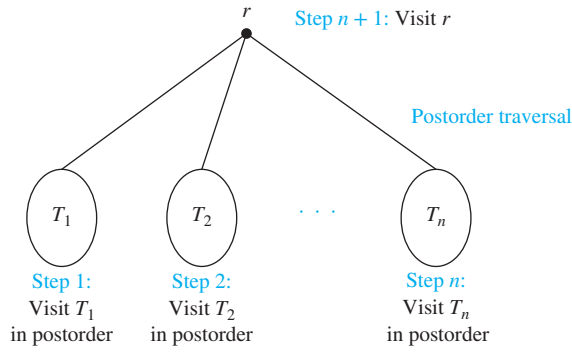 r
Step n + 1: Visit r
Postorder traversal
T₁
T₂
· · ·
Tₙ
Step 1:
Visit T₁
in postorder
Step 2:
Visit T₂
in postorder
Step n:
Visit Tₙ
in postorder